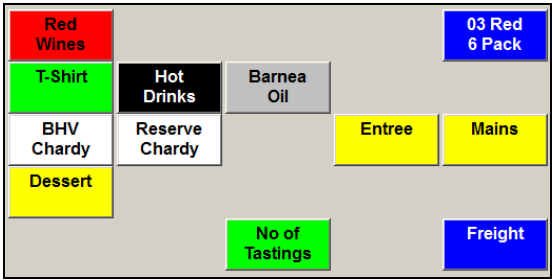 Red
Wines
03 Red
6 Pack
T-Shirt
Hot
Drinks
Barnea
Oil
BHV
Chardy
Reserve
Chardy
Entree
Mains
Dessert
No of
Tastings
Freight